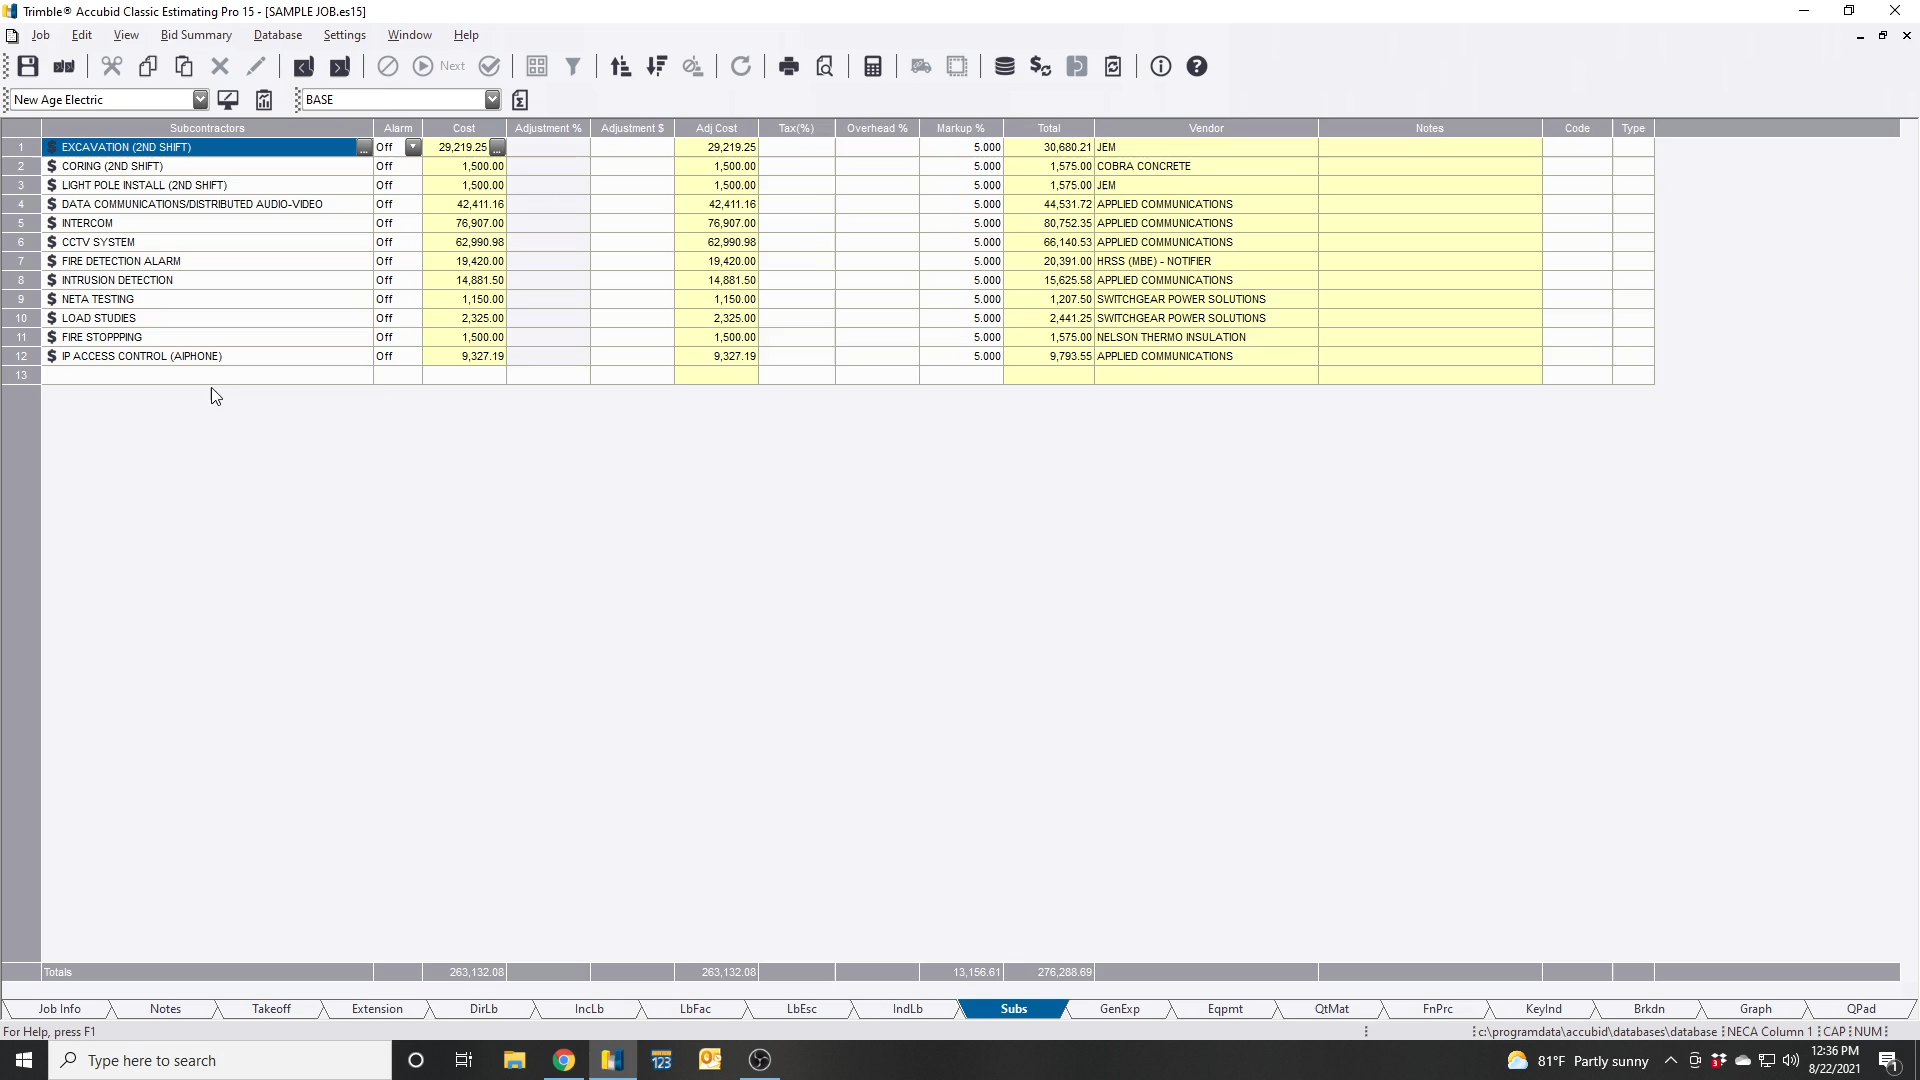 Trimble® Accubid Classic Estimating Pro 15 - [SAMPLE JOB.es15]
Job Edit View Bid Summary Database Settings Window Help
Next
New Age Electric BASE
Subcontractors Alarm Cost Adjustment % Adjustment $ Adj Cost Tax(%) Overhead % Markup % Total Vendor Notes Code Type
1 $ EXCAVATION (2ND SHIFT) ... Off 29,219.25 ... 29,219.25 5.000 30,680.21 JEM
2 $ CORING (2ND SHIFT) Off 1,500.00 1,500.00 5.000 1,575.00 COBRA CONCRETE
3 $ LIGHT POLE INSTALL (2ND SHIFT) Off 1,500.00 1,500.00 5.000 1,575.00 JEM
4 $ DATA COMMUNICATIONS/DISTRIBUTED AUDIO-VIDEO Off 42,411.16 42,411.16 5.000 44,531.72 APPLIED COMMUNICATIONS
5 $ INTERCOM Off 76,907.00 76,907.00 5.000 80,752.35 APPLIED COMMUNICATIONS
6 $ CCTV SYSTEM Off 62,990.98 62,990.98 5.000 66,140.53 APPLIED COMMUNICATIONS
7 $ FIRE DETECTION ALARM Off 19,420.00 19,420.00 5.000 20,391.00 HRSS (MBE) - NOTIFIER
8 $ INTRUSION DETECTION Off 14,881.50 14,881.50 5.000 15,625.58 APPLIED COMMUNICATIONS
9 $ NETA TESTING Off 1,150.00 1,150.00 5.000 1,207.50 SWITCHGEAR POWER SOLUTIONS
10 $ LOAD STUDIES Off 2,325.00 2,325.00 5.000 2,441.25 SWITCHGEAR POWER SOLUTIONS
11 $ FIRE STOPPPING Off 1,500.00 1,500.00 5.000 1,575.00 NELSON THERMO INSULATION
12 $ IP ACCESS CONTROL (AIPHONE) Off 9,327.19 9,327.19 5.000 9,793.55 APPLIED COMMUNICATIONS
13
Totals 263,132.08 263,132.08 13,156.61 276,288.69
Job Info Notes Takeoff Extension DirLb IncLb LbFac LbEsc IndLb Subs GenExp Eqpmt QtMat FnPrc KeyInd Brkdn Graph QPad
For Help, press F1 c:\programdata\accubid\databases\database NECA Column 1 CAP NUM
Type here to search 123 81°F Partly sunny 3 12:36 PM 1
8/22/2021